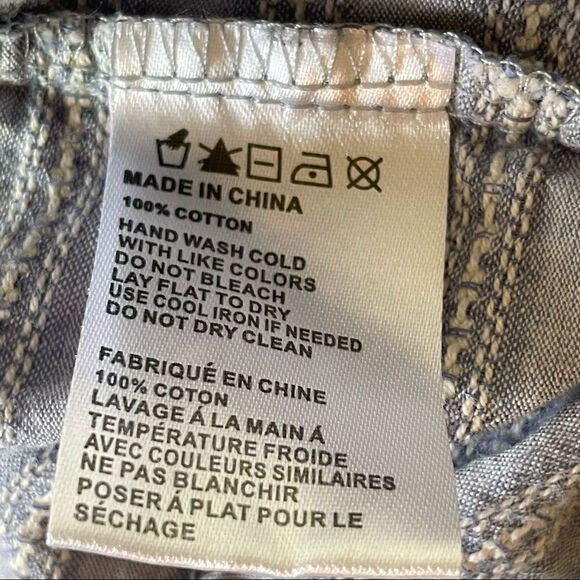 MADE IN CHINA
100% COTTON
HAND WASH COLD
WITH LIKE COLORS
DO NOT BLEACH
LAY FLAT TO DRY
USE COOL IRON IF NEEDED
DO NOT DRY CLEAN
FABRIQUÉ EN CHINE
100% COTON
LAVAGE Á LA MAIN Á
TEMPÉRATURE FROIDE
AVEC COULEURS SIMILAIRES
NE PAS BLANCHIR
POSER Á PLAT POUR LE
SÉCHAGE